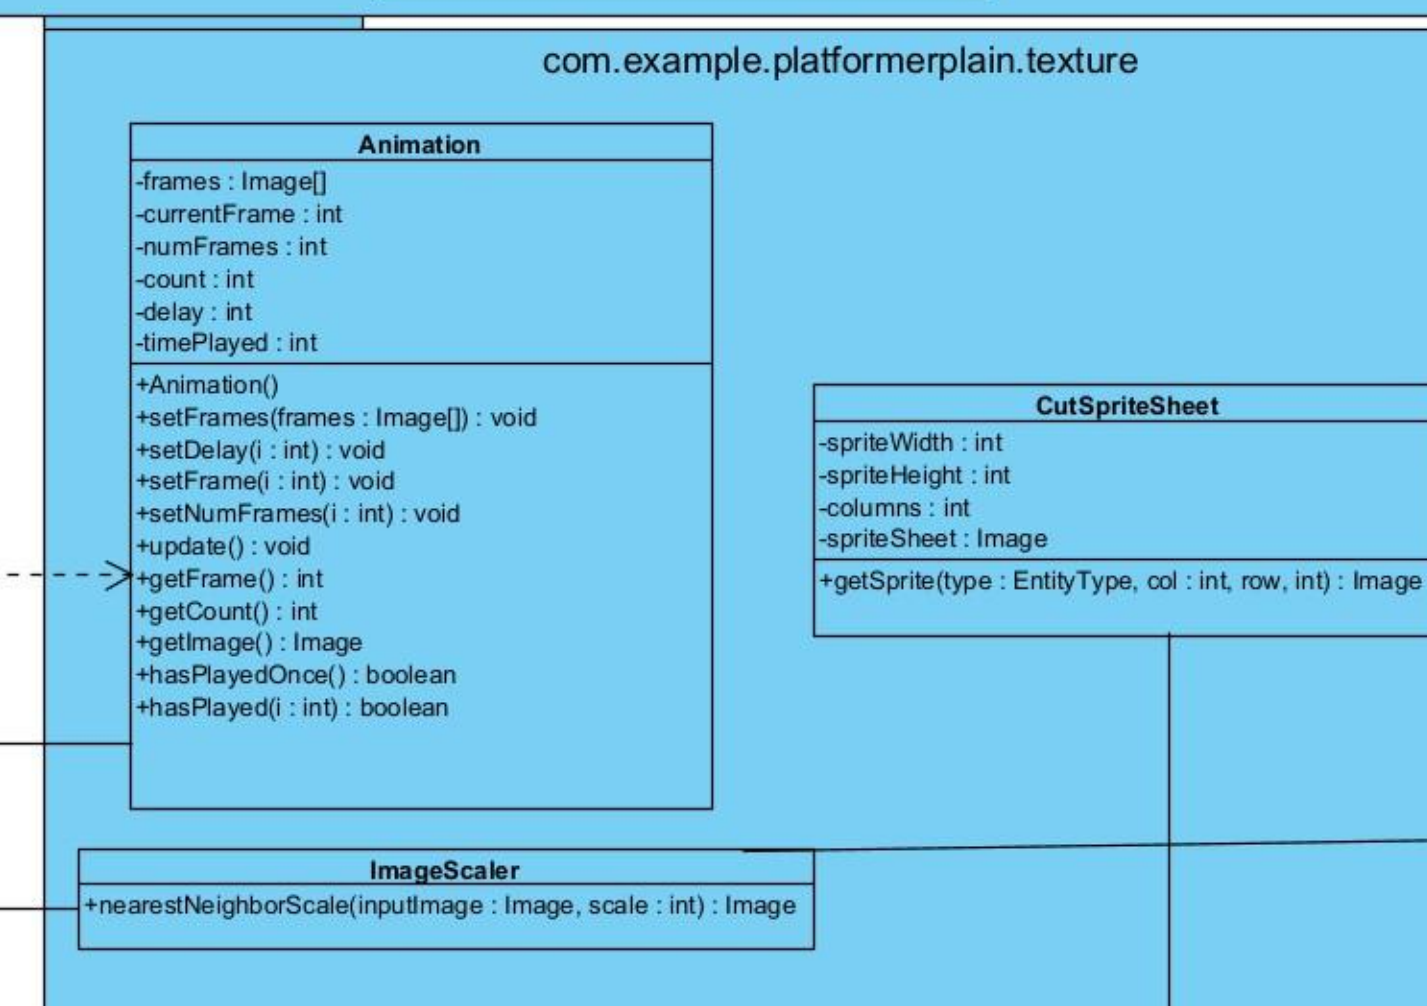 com.example.platformerplain.texture
Animation
-frames : Image[]
-currentFrame : int
-numFrames : int
-count : int
-delay : int
-timePlayed : int
+Animation()
+setFrames(frames : Image[]) : void
+setDelay(i : int) : void
+setFrame(i : int) : void
+setNumFrames(i : int) : void
+update() : void
+getFrame() : int
+getCount() : int
+getImage() : Image
+hasPlayedOnce() : boolean
+hasPlayed(i : int) : boolean
CutSpriteSheet
-spriteWidth : int
-spriteHeight : int
-columns : int
-spriteSheet : Image
+getSprite(type : EntityType, col : int, row, int) : Image
ImageScaler
+nearestNeighborScale(inputImage : Image, scale : int) : Image